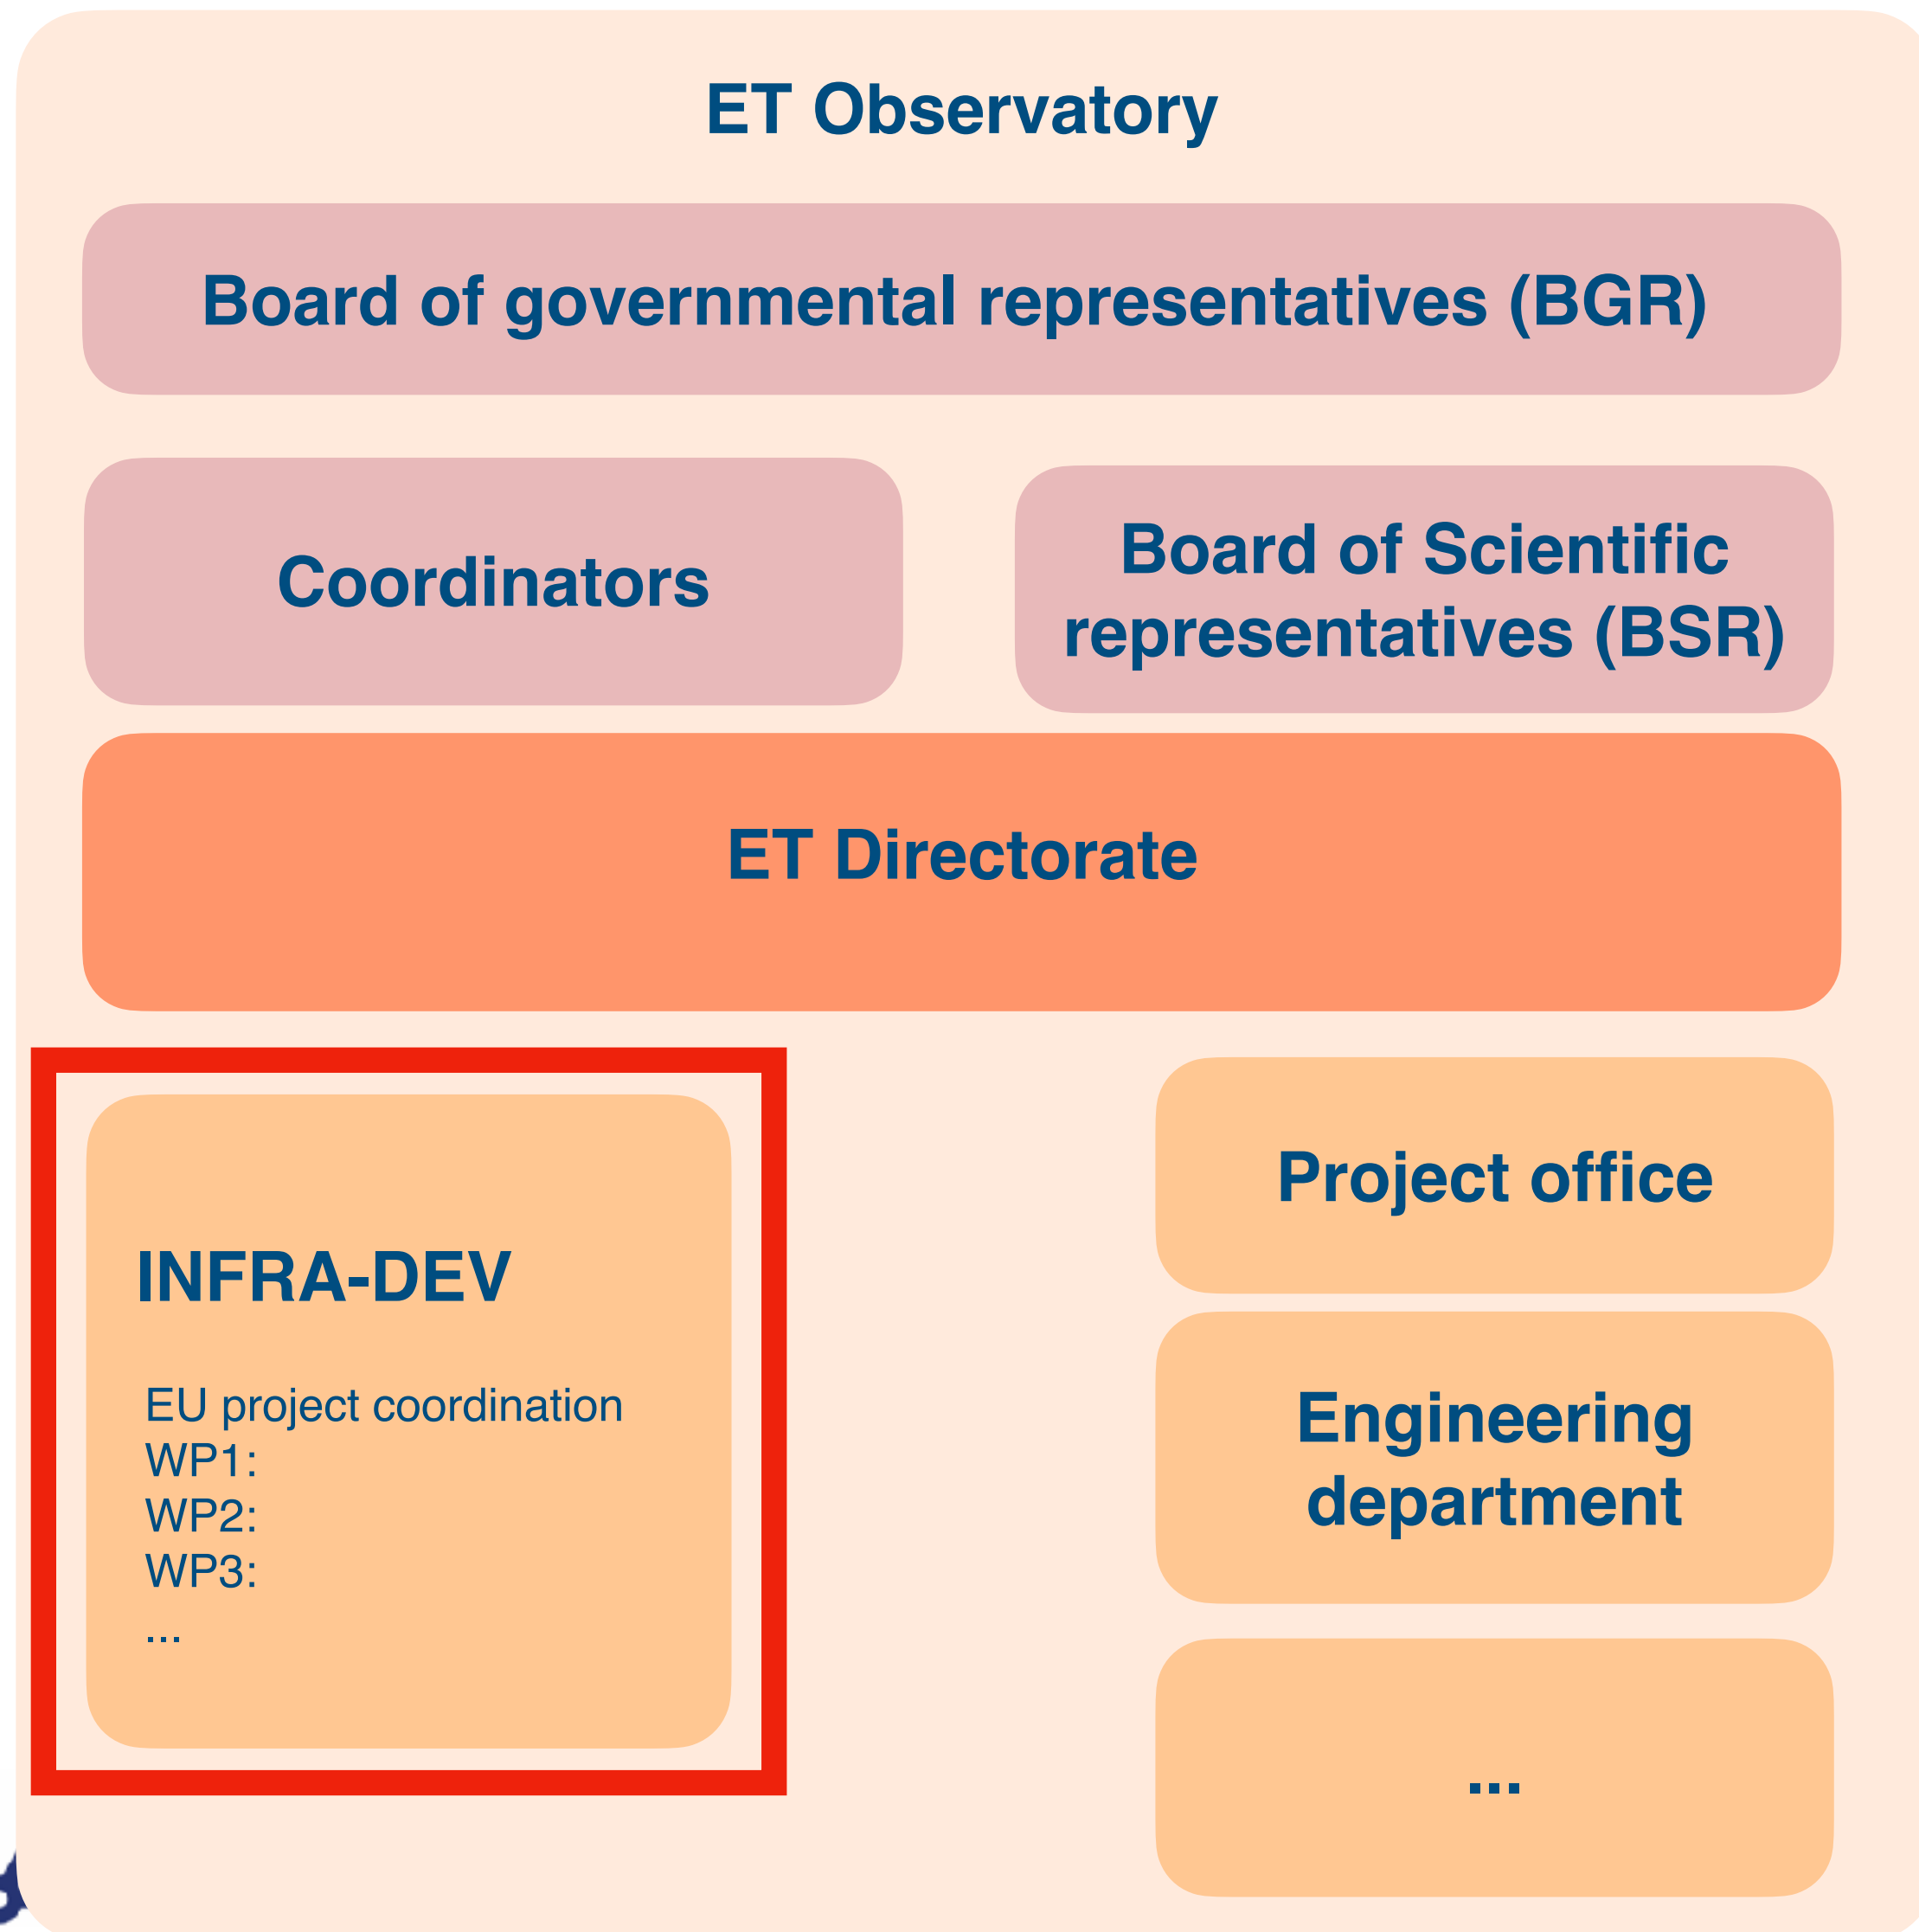 ET Observatory
Board of governmental representatives (BGR)
Coordinators
Board of Scientific
representatives (BSR)
ET Directorate
INFRA-DEV
EU project coordination
WP1:
WP2:
WP3:
...
Project office
Engineering
department
...